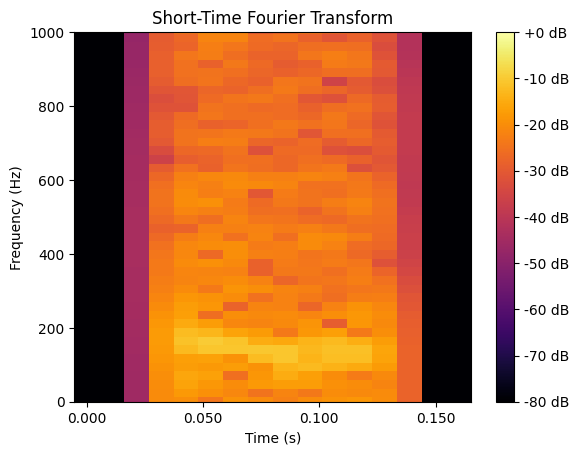 Short-Time Fourier Transform
1000
800
600
400
200
0
Frequency (Hz)
0.000
0.050
0.100
0.150
Time (s)
+0 dB
-10 dB
-20 dB
-30 dB
-40 dB
-50 dB
-60 dB
-70 dB
-80 dB